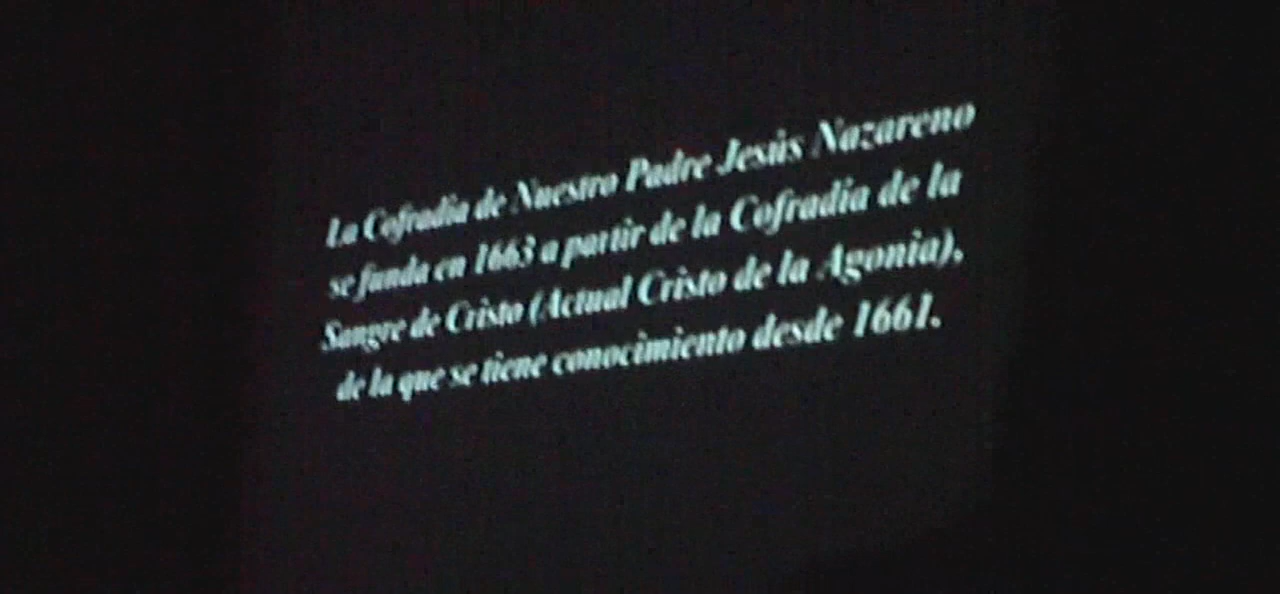 La Cofradía de Nuestro Padre Jesús Nazareno
se funda en 1663 a partir de la Cofradía de la
Sangre de Cristo (Actual Cristo de la Agonía),
de la que se tiene conocimiento desde 1661.